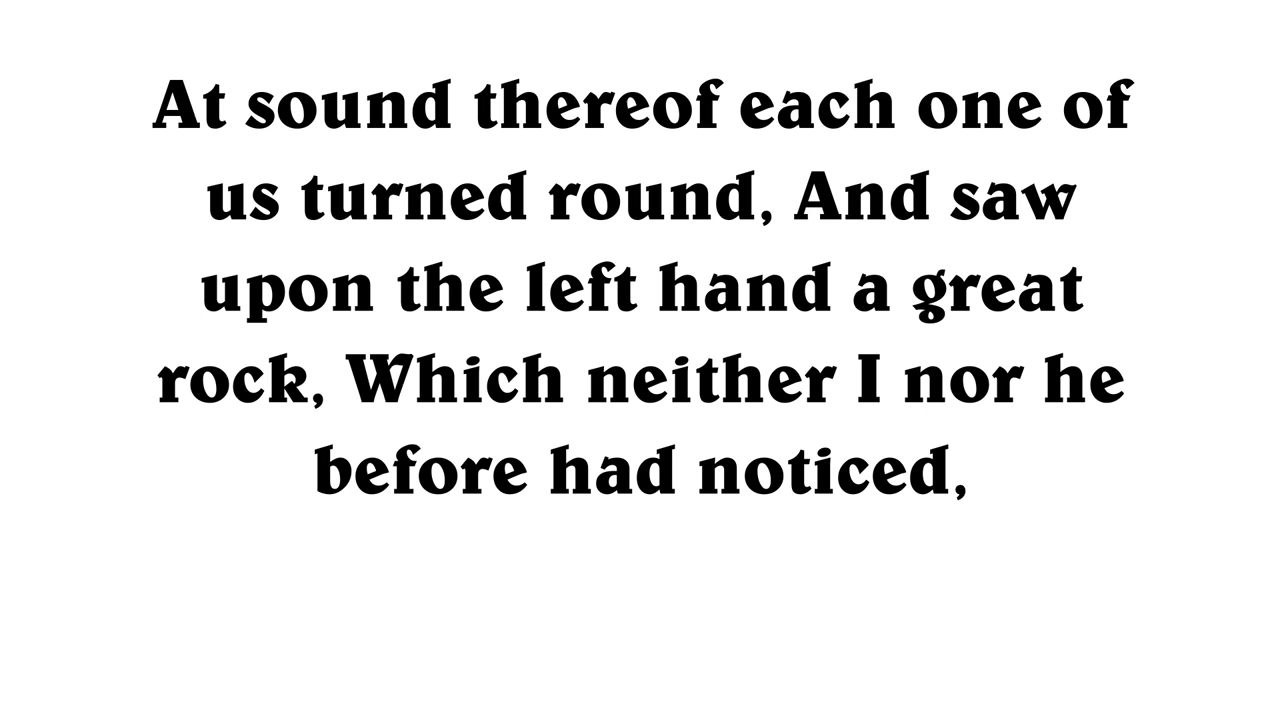 At sound thereof each one of
us turned round, And saw
upon the left hand a great
rock, Which neither I nor he
before had noticed,